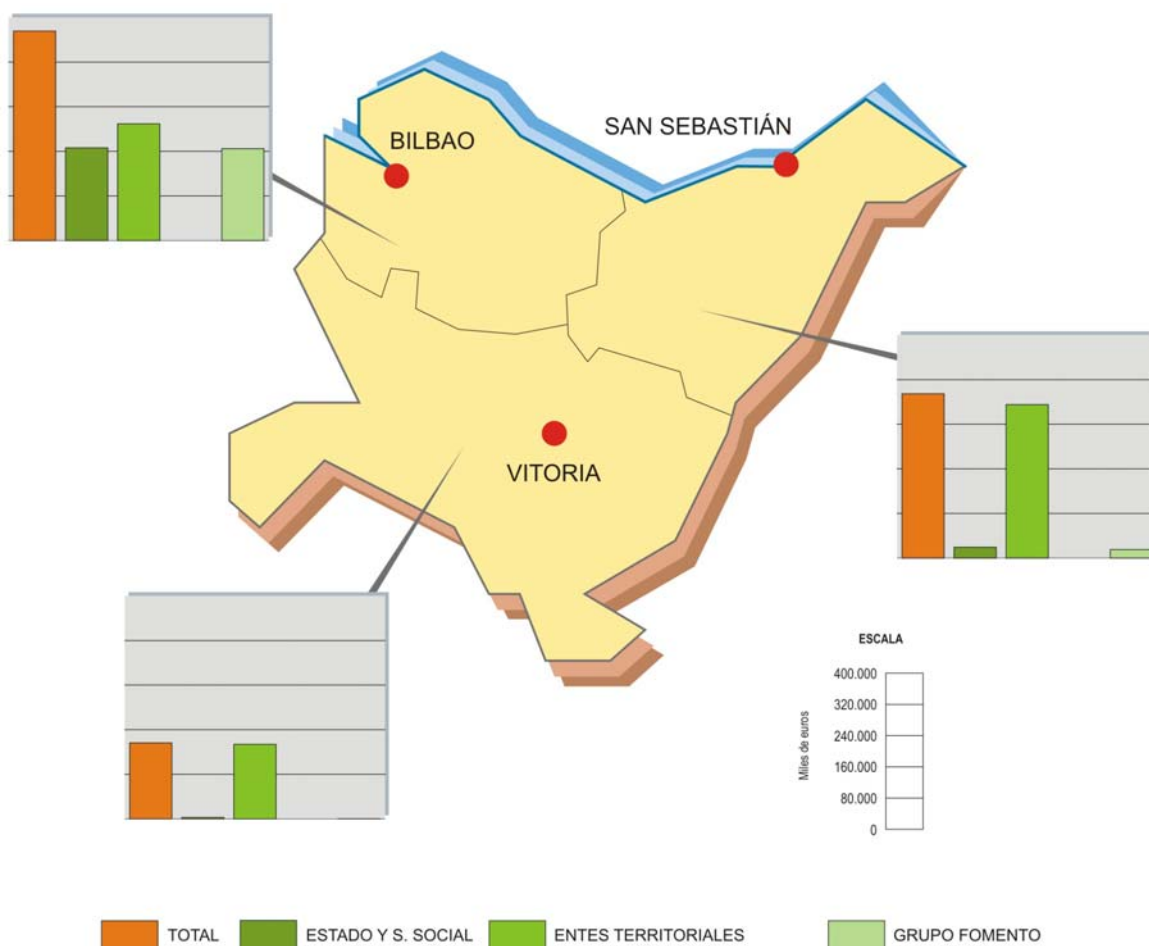 BILBAO
SAN SEBASTIÁN
VITORIA
ESCALA
Miles de euros
400.000
320.000
240.000
160.000
80.000
0
TOTAL
ESTADO Y S. SOCIAL
ENTES TERRITORIALES
GRUPO FOMENTO